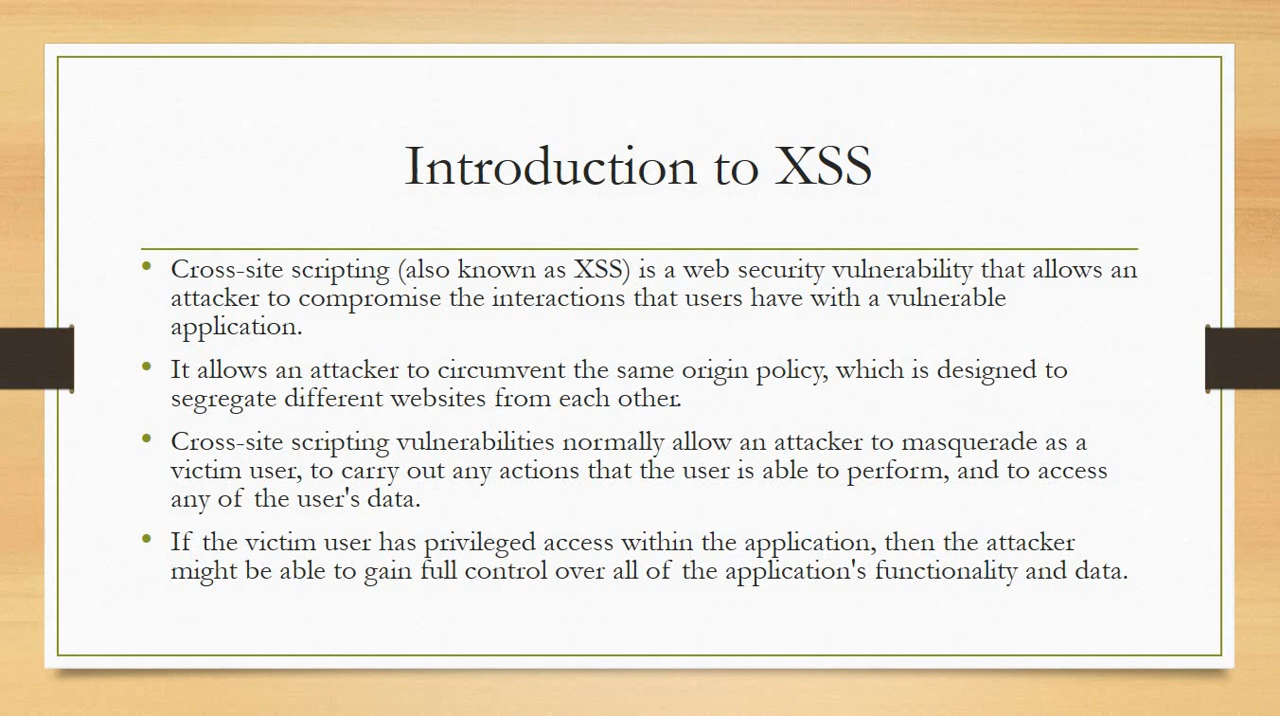 Introduction to XSS
• Cross-site scripting (also known as XSS) is a web security vulnerability that allows an
attacker to compromise the interactions that users have with a vulnerable
application.
• It allows an attacker to circumvent the same origin policy, which is designed to
segregate different websites from each other.
• Cross-site scripting vulnerabilities normally allow an attacker to masquerade as a
victim user, to carry out any actions that the user is able to perform, and to access
any of the user's data.
• If the victim user has privileged access within the application, then the attacker
might be able to gain full control over all of the application's functionality and data.